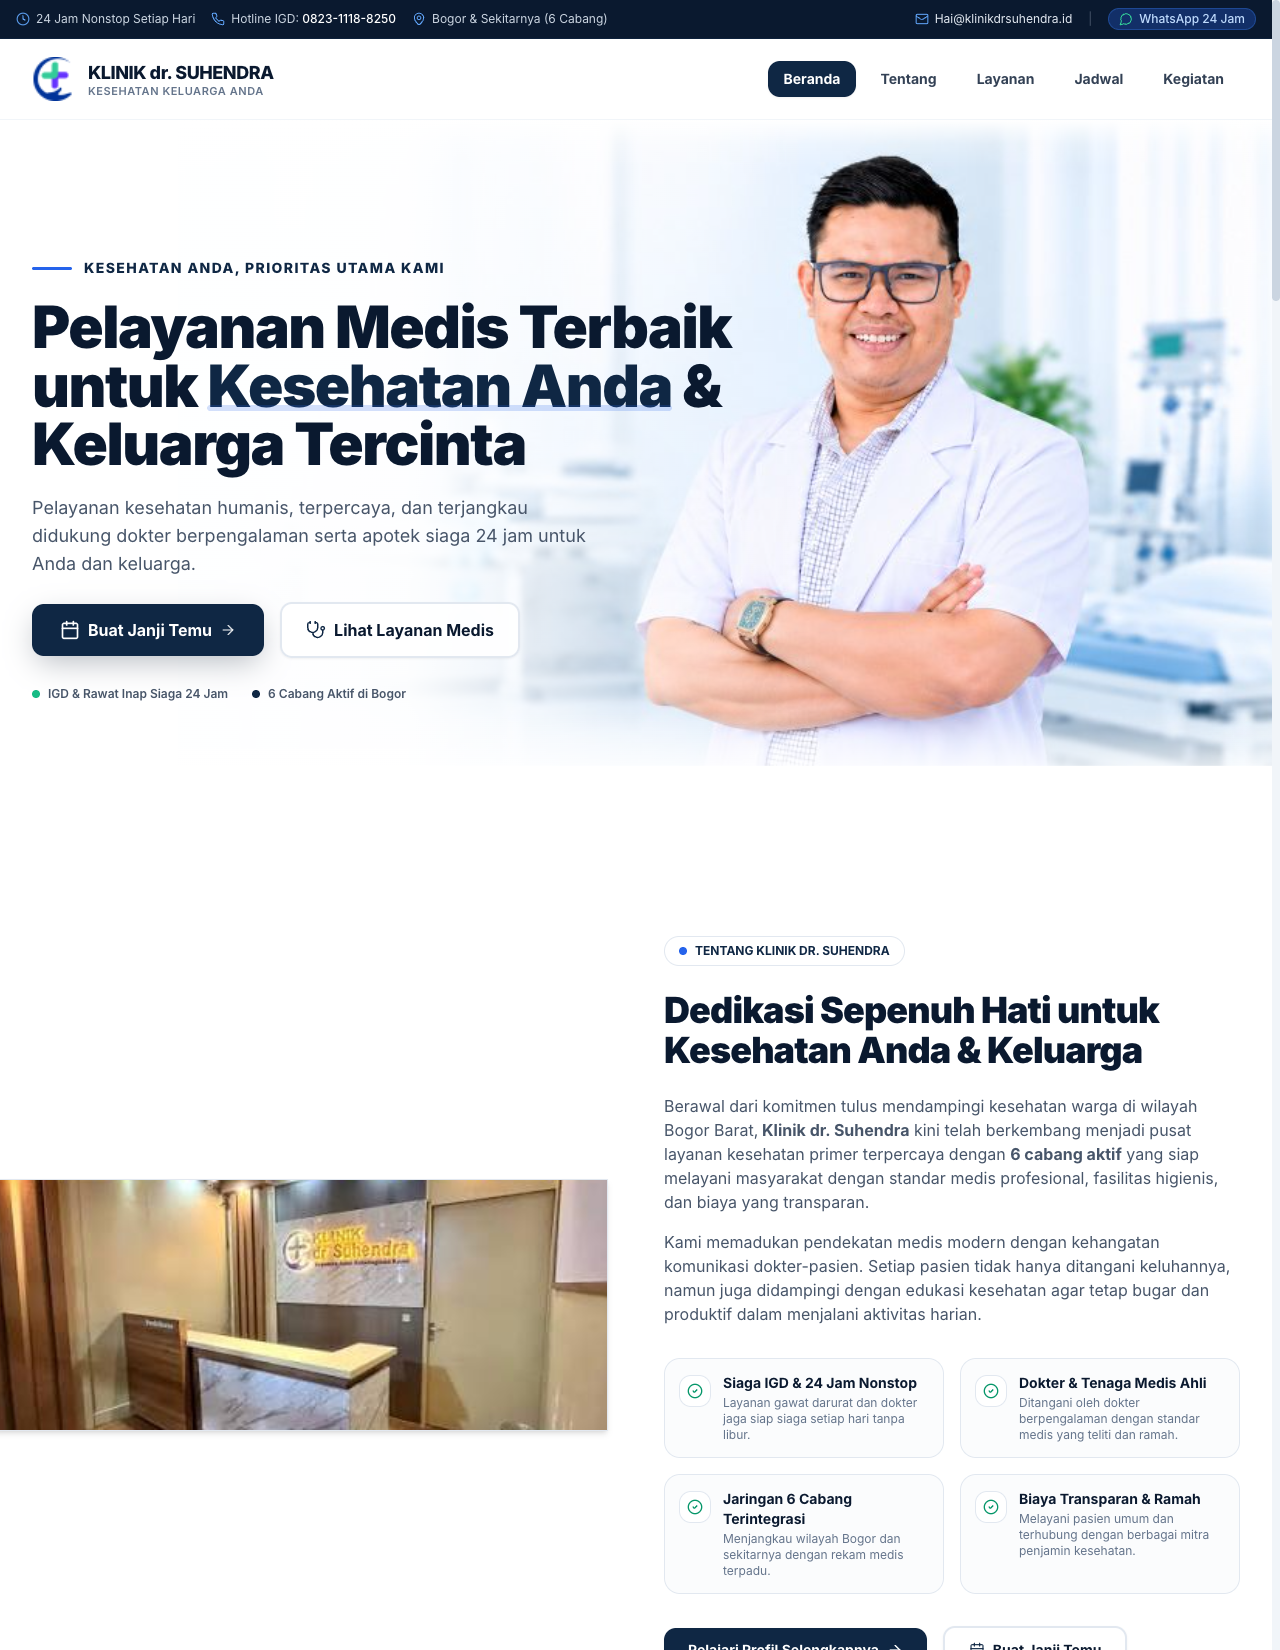 24 Jam Nonstop Setiap Hari
Hotline IGD: 0823-1118-8250
Bogor & Sekitarnya (6 Cabang)
Hai@klinikdrsuhendra.id
WhatsApp 24 Jam
KLINIK dr. SUHENDRA
KESEHATAN KELUARGA ANDA
Beranda
Tentang
Layanan
Jadwal
Kegiatan
KESEHATAN ANDA, PRIORITAS UTAMA KAMI
Pelayanan Medis Terbaik
untuk Kesehatan Anda &
Keluarga Tercinta
Pelayanan kesehatan humanis, terpercaya, dan terjangkau
didukung dokter berpengalaman serta apotek siaga 24 jam untuk
Anda dan keluarga.
Buat Janji Temu
Lihat Layanan Medis
IGD & Rawat Inap Siaga 24 Jam
6 Cabang Aktif di Bogor
KLINIK
dr. Suhendra
TENTANG KLINIK DR. SUHENDRA
Dedikasi Sepenuh Hati untuk
Kesehatan Anda & Keluarga
Berawal dari komitmen tulus mendampingi kesehatan warga di wilayah
Bogor Barat, Klinik dr. Suhendra kini telah berkembang menjadi pusat
layanan kesehatan primer terpercaya dengan 6 cabang aktif yang siap
melayani masyarakat dengan standar medis profesional, fasilitas higienis,
dan biaya yang transparan.
Kami memadukan pendekatan medis modern dengan kehangatan
komunikasi dokter-pasien. Setiap pasien tidak hanya ditangani keluhannya,
namun juga didampingi dengan edukasi kesehatan agar tetap bugar dan
produktif dalam menjalani aktivitas harian.
Siaga IGD & 24 Jam Nonstop
Layanan gawat darurat dan dokter
jaga siap siaga setiap hari tanpa
libur.
Dokter & Tenaga Medis Ahli
Ditangani oleh dokter
berpengalaman dengan standar
medis yang teliti dan ramah.
Jaringan 6 Cabang
Terintegrasi
Menjangkau wilayah Bogor dan
sekitarnya dengan rekam medis
terpadu.
Biaya Transparan & Ramah
Melayani pasien umum dan
terhubung dengan berbagai mitra
penjamin kesehatan.
Pelajari Profil Selengkapnya
Buat Janji Temu